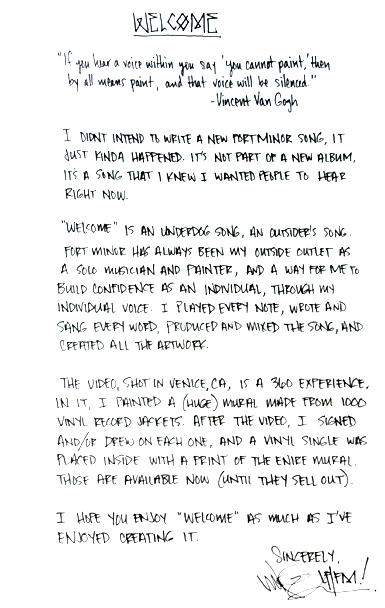 WELCOME
"If you hear a voice within you say 'you cannot paint,' then
by all means paint, and that voice will be silenced."
-Vincent Van Gogh
I DIDNT INTEND TO WRITE A NEW FORT MINOR SONG, IT
JUST KINDA HAPPENED. IT'S NOT PART OF A NEW ALBUM,
IT'S A SONG THAT I KNEW I WANTED PEOPLE TO HEAR
RIGHT NOW.
"WELCOME" IS AN UNDERDOG SONG, AN OUTSIDER'S SONG.
FORT MINOR HAS ALWAYS BEEN MY OUTSIDE OUTLET AS
A SOLO MUSICIAN AND PAINTER, AND A WAY FOR ME TO
BUILD CONFIDENCE AS AN INDIVIDUAL, THROUGH MY
INDIVIDUAL VOICE. I PLAYED EVERY NOTE, WROTE AND
SANG EVERY WORD, PRODUCED AND MIXED THE SONG, AND
CREATED ALL THE ARTWORK.
THE VIDEO, SHOT IN VENICE, CA, IS A 360 EXPERIENCE.
IN IT, I PAINTED A (HUGE) MURAL MADE FROM 1000
VINYL RECORD JACKETS. AFTER THE VIDEO, I SIGNED
AND/OR DREW ON EACH ONE, AND A VINYL SINGLE WAS
PLACED INSIDE WITH A PRINT OF THE ENIRE MURAL.
THOSE ARE AVAILABLE NOW (UNTIL THEY SELL OUT).
I HOPE YOU ENJOY "WELCOME" AS MUCH AS I'VE
ENJOYED CREATING IT.
SINCERELY,